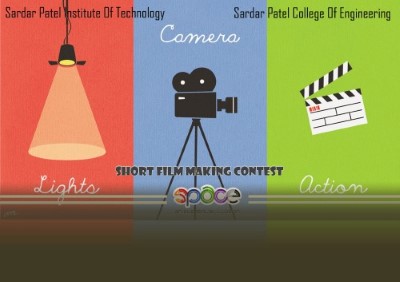 Sardar Patel Institute Of Technology
Sardar Patel College Of Engineering
Camera
SHORT FILM MAKING CONTEST
Lights
space
Action